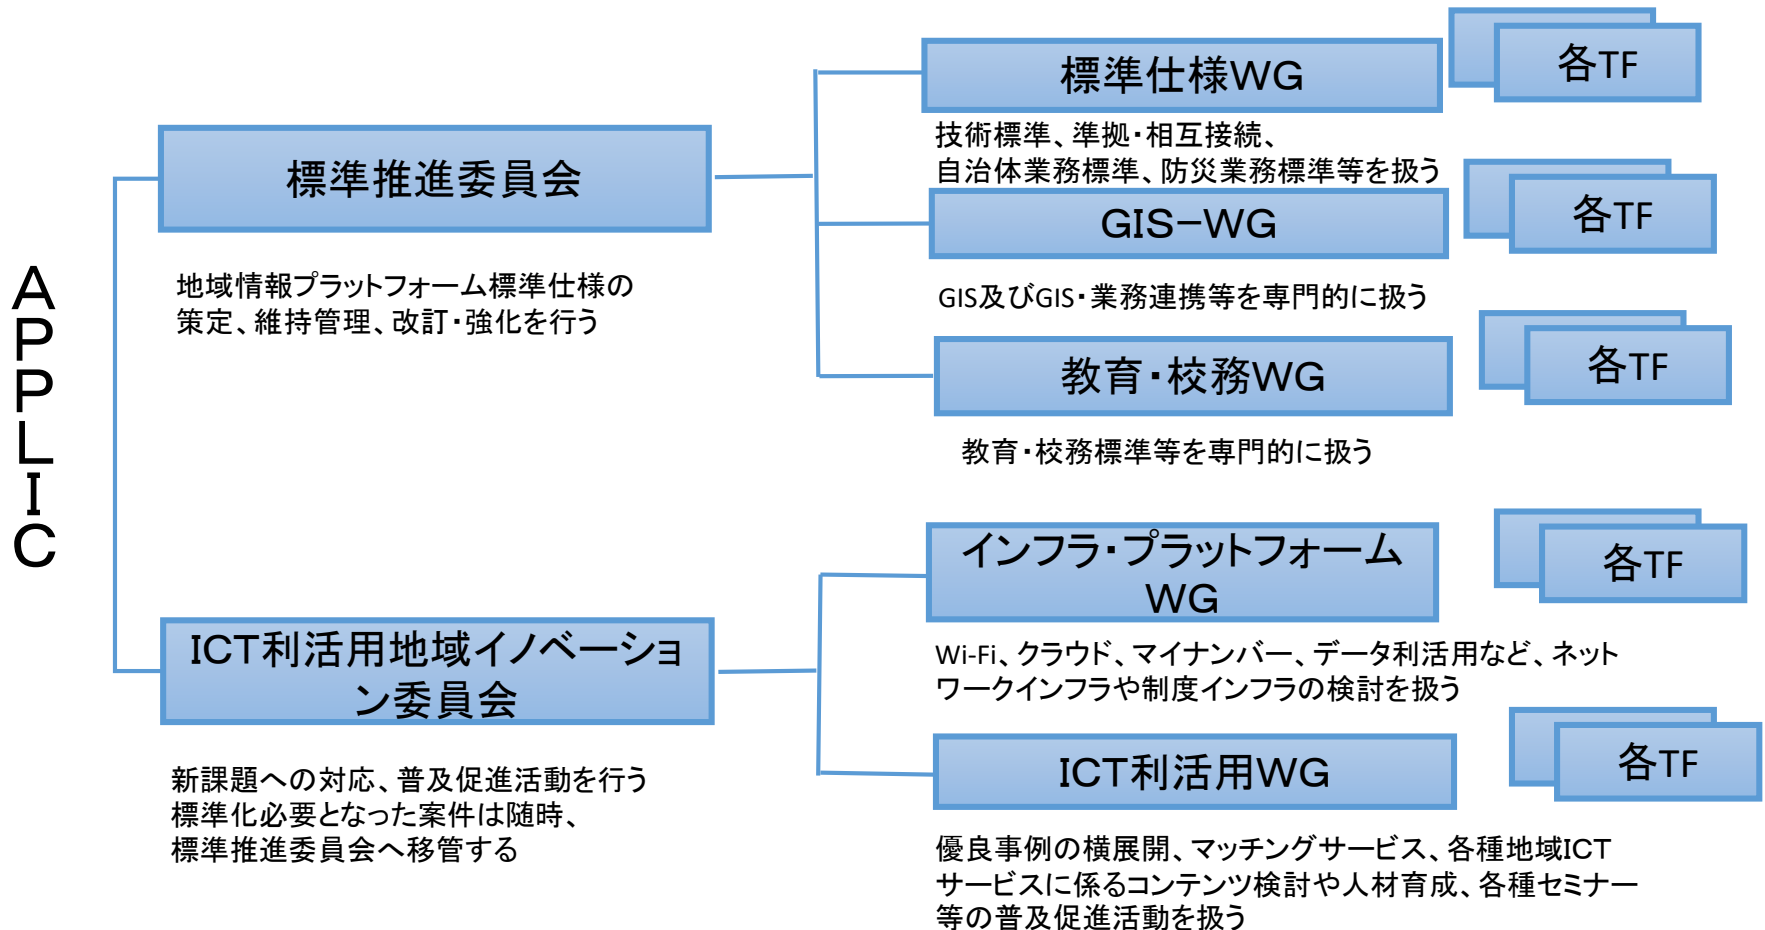 APPLIC
標準推進委員会
地域情報プラットフォーム標準仕様の
策定、維持管理、改訂・強化を行う
標準仕様WG
各TF
技術標準、準拠・相互接続、
自治体業務標準、防災業務標準等を扱う
GIS−WG
各TF
GIS及びGIS・業務連携等を専門的に扱う
教育・校務WG
各TF
教育・校務標準等を専門的に扱う
ICT利活用地域イノベーショ
ン委員会
新課題への対応、普及促進活動を行う
標準化必要となった案件は随時、
標準推進委員会へ移管する
インフラ・プラットフォーム
WG
各TF
Wi-Fi、クラウド、マイナンバー、データ利活用など、ネット
ワークインフラや制度インフラの検討を扱う
ICT利活用WG
各TF
優良事例の横展開、マッチングサービス、各種地域ICT
サービスに係るコンテンツ検討や人材育成、各種セミナー
等の普及促進活動を扱う